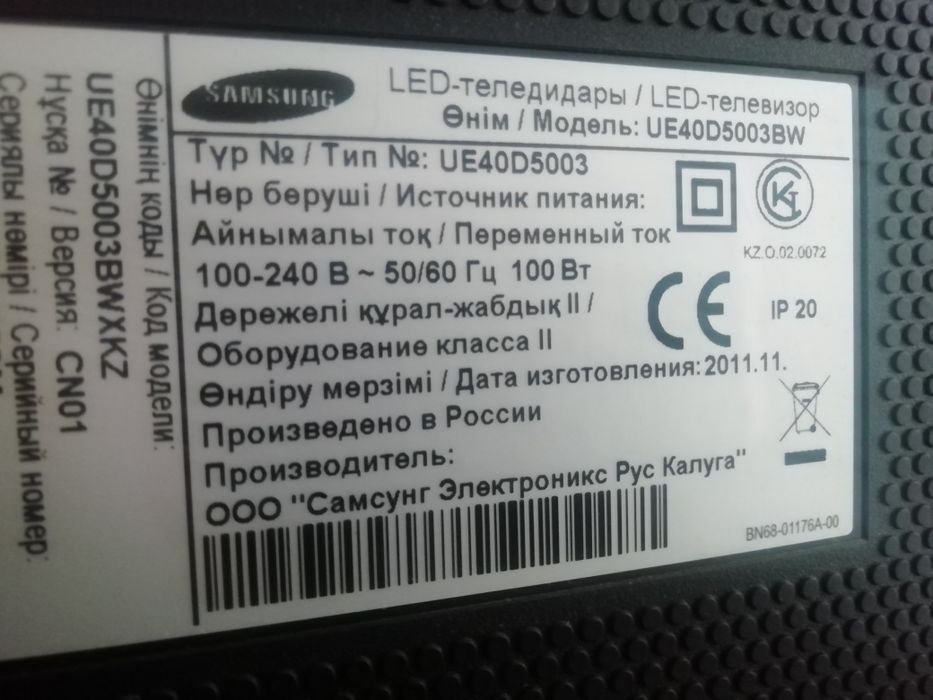 SAMSUNG
LED-теледидары / LED-телевизор
Өнім / Модель: UE40D5003BW
Түр № / Тип №: UE40D5003
Нәр беруші / Источник питания:
Айнымалы ток / Переменный ток
100-240 В ~ 50/60 Гц 100 Вт
Дәрежелі құрал-жабдық II /
Оборудование класса II
Өндіру мерзімі / Дата изготовления: 2011.11.
Произведено в России
Производитель:
ООО "Самсунг Электроникс Рус Калуга"
KZ.O.02.0072
CE
IP 20
BN68-01176A-00
Өнімнің коды / Код модели:
UE40D5003BWXKZ
Нұсқа № / Версия: CN01
Сериялы нөмірі / Серийный номер: